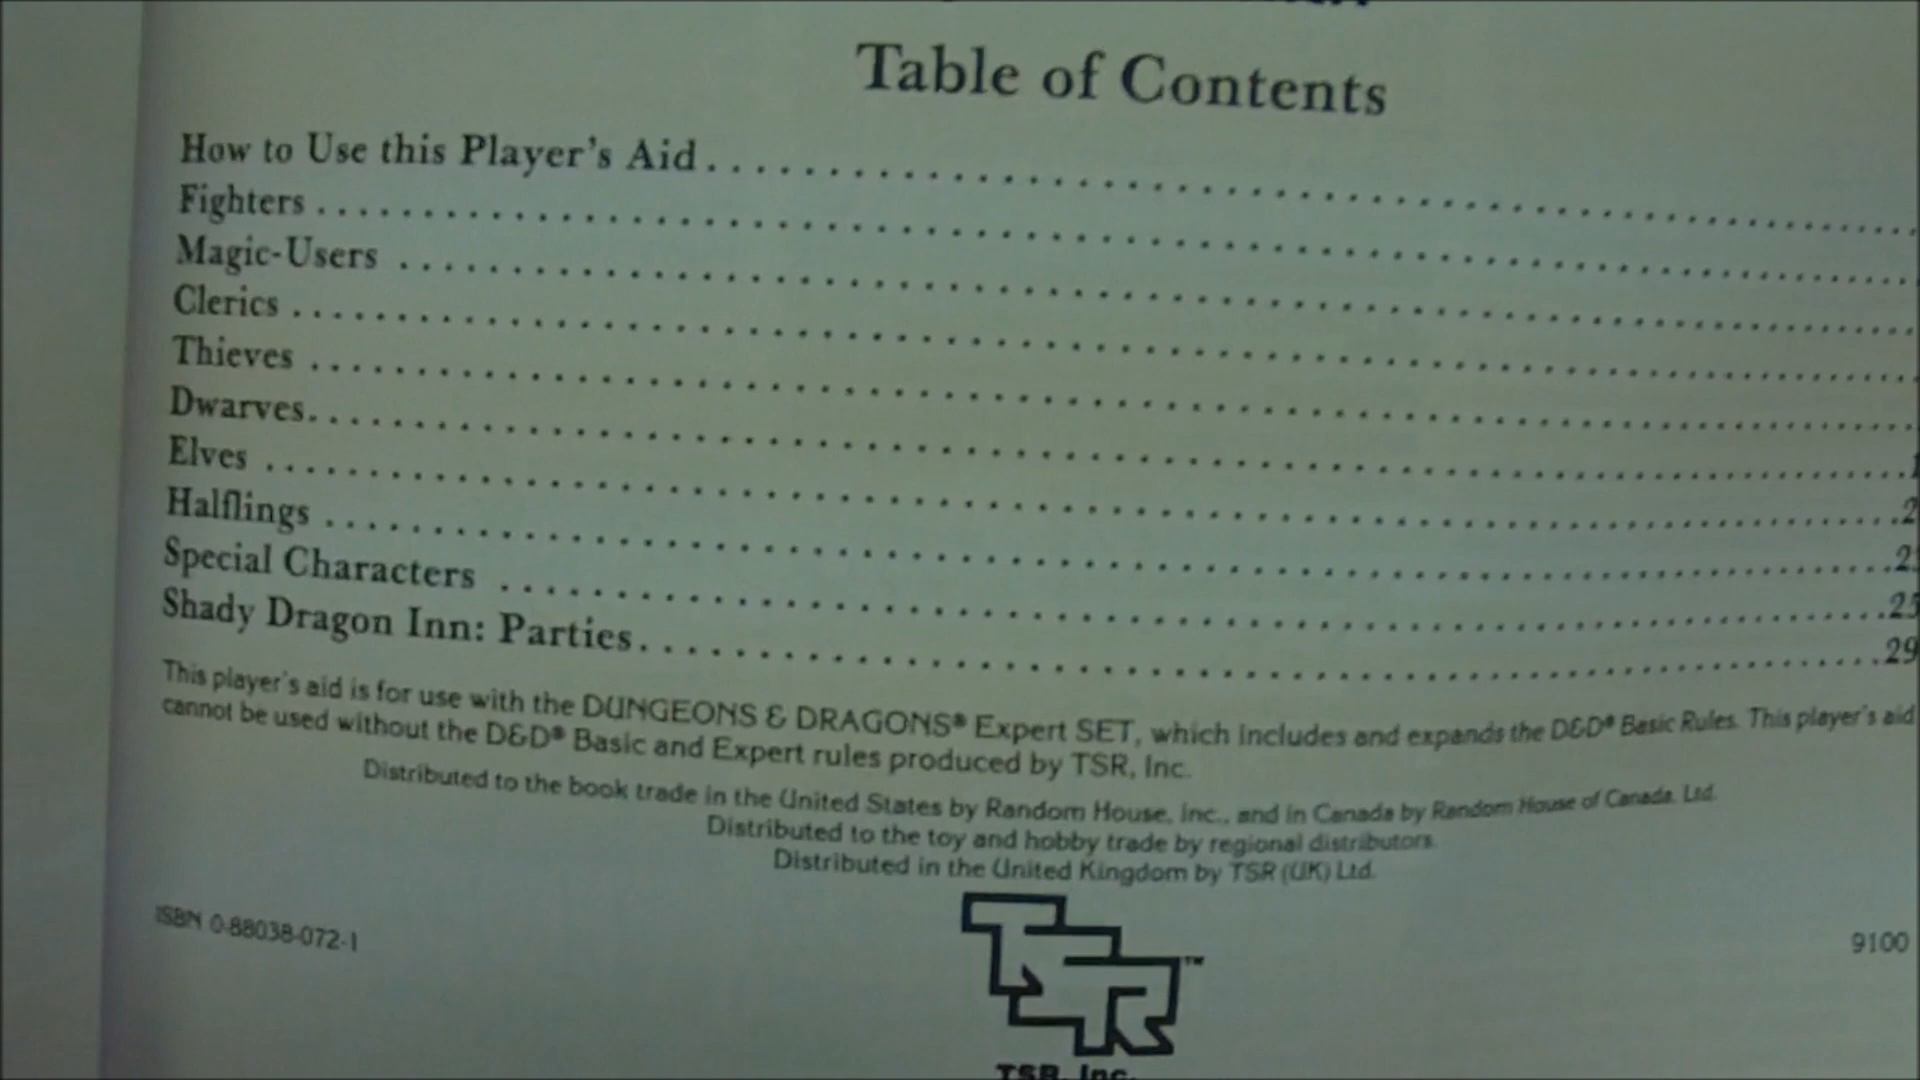 Table of Contents
How to Use this Player's Aid
Fighters
Magic-Users
Clerics
Thieves
Dwarves
Elves
Halflings
Special Characters 25
Shady Dragon Inn: Parties 29
This player's aid is for use with the DUNGEONS & DRAGONS® Expert SET, which includes and expands the D&D® Basic Rules. This player's aid
cannot be used without the D&D® Basic and Expert rules produced by TSR, Inc.
Distributed to the book trade in the United States by Random House, Inc., and in Canada by Random House of Canada, Ltd.
Distributed to the toy and hobby trade by regional distributors.
Distributed in the United Kingdom by TSR (UK) Ltd.
ISBN 0-88038-072-1
9100
TSR™
TSR, Inc.